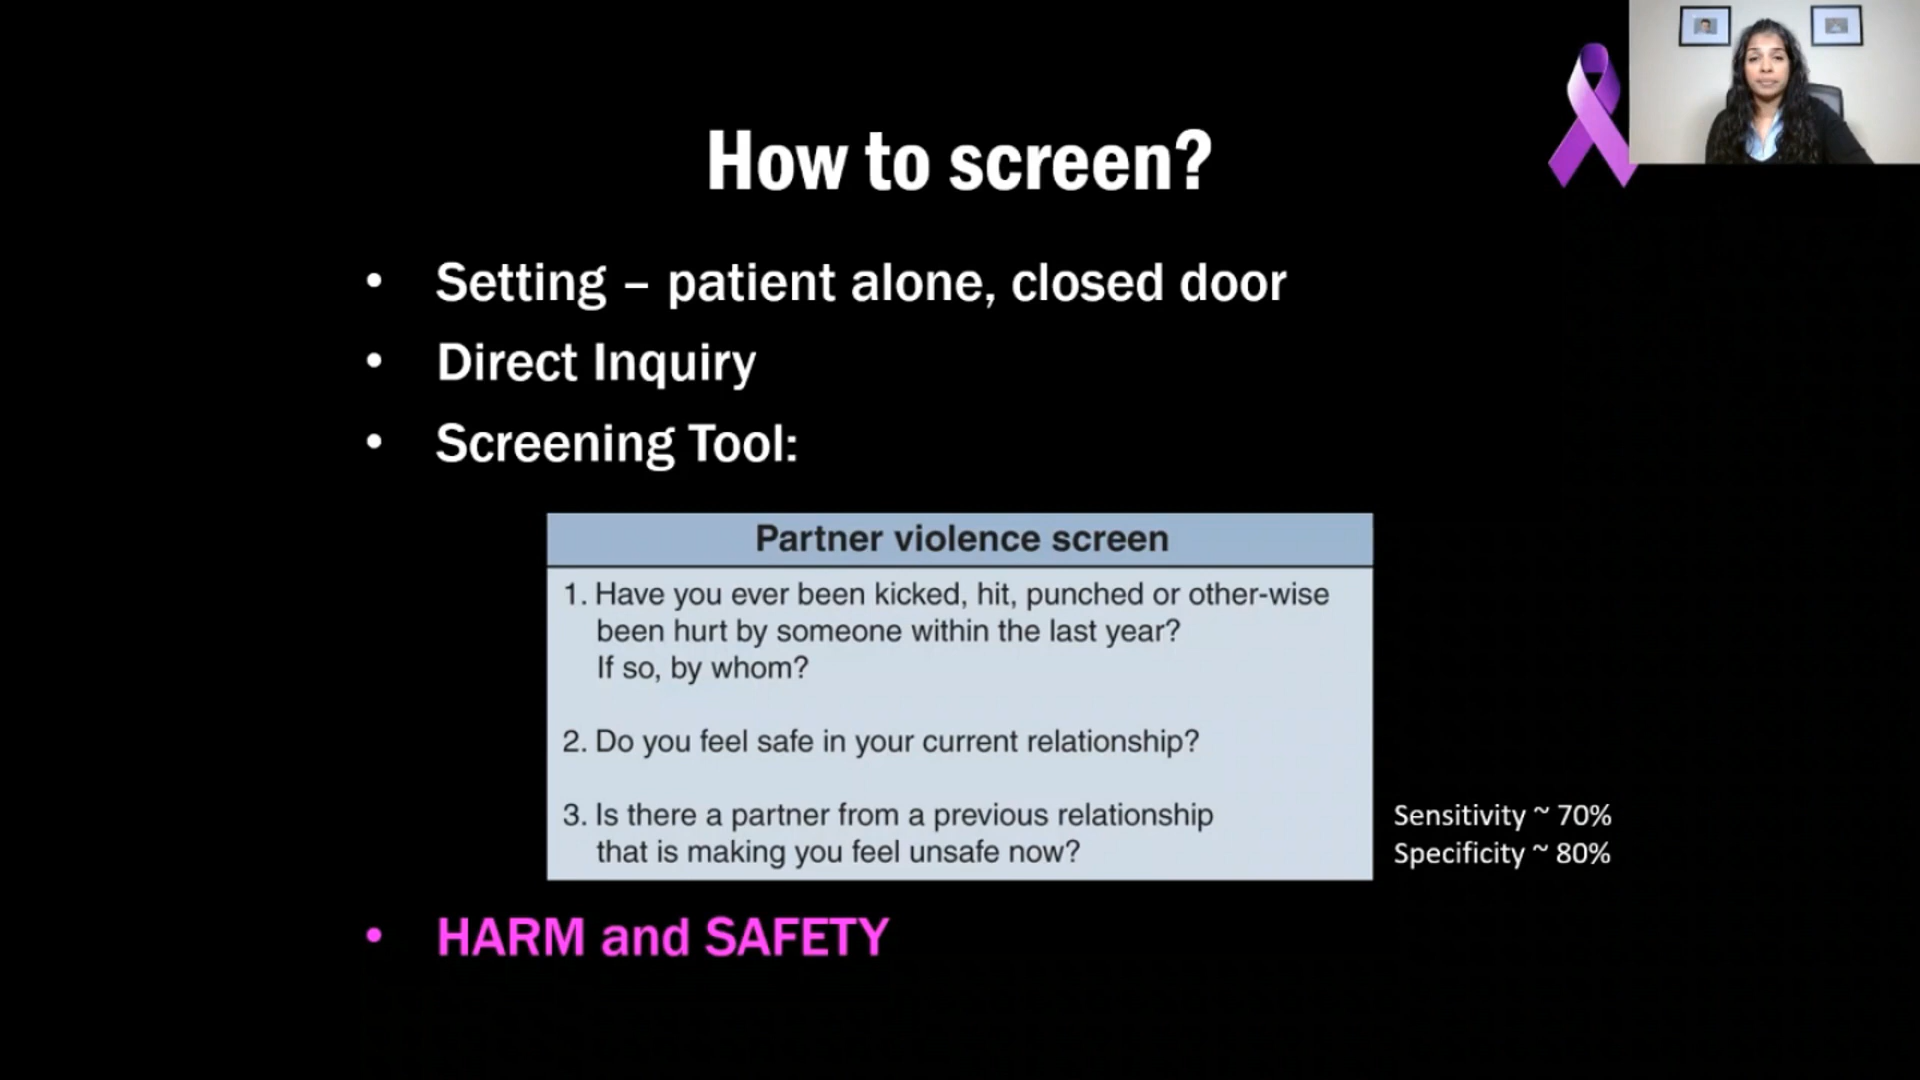 How to screen?
• Setting – patient alone, closed door
• Direct Inquiry
• Screening Tool:
Partner violence screen
1. Have you ever been kicked, hit, punched or other-wise
been hurt by someone within the last year?
If so, by whom?
2. Do you feel safe in your current relationship?
3. Is there a partner from a previous relationship
that is making you feel unsafe now?
Sensitivity ~ 70%
Specificity ~ 80%
• HARM and SAFETY